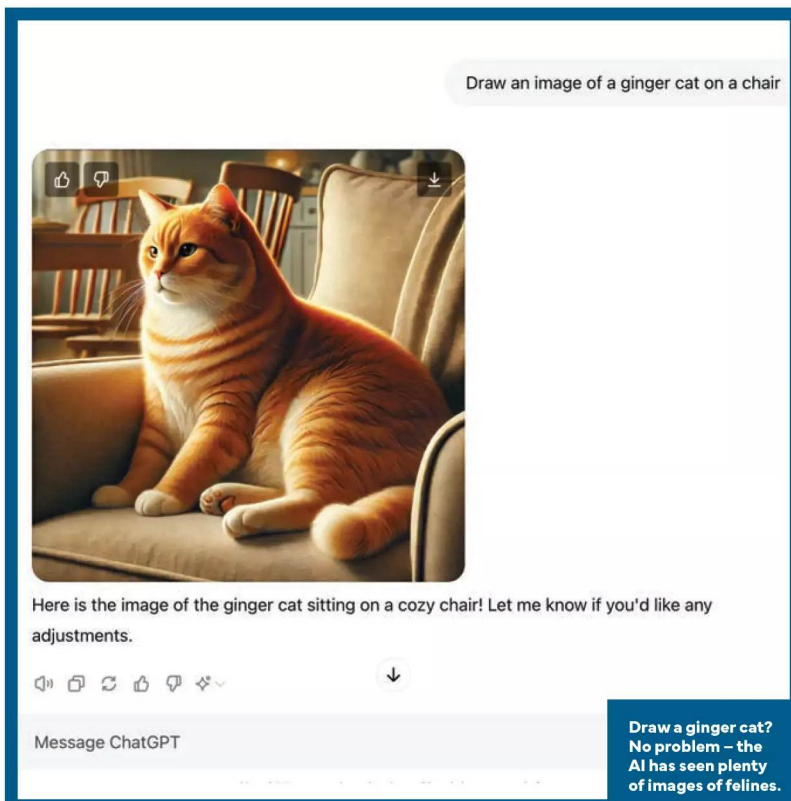 Draw an image of a ginger cat on a chair
Here is the image of the ginger cat sitting on a cozy chair! Let me know if you'd like any
adjustments.
Message ChatGPT
Draw a ginger cat?
No problem – the
AI has seen plenty
of images of felines.